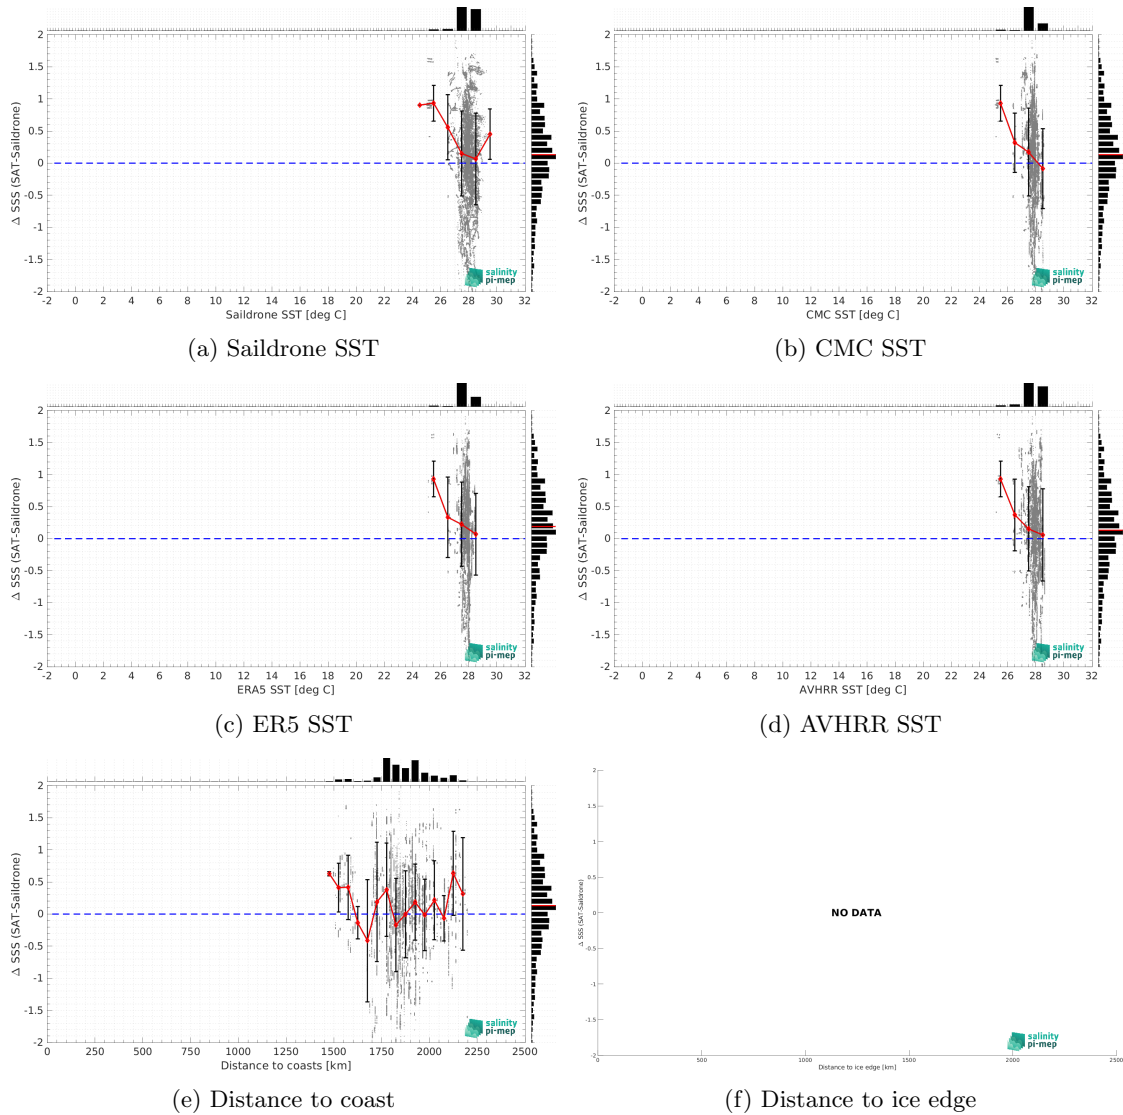 2
1.5
1
0.5
0
-0.5
-1
-1.5
-2
Δ SSS (SAT-Saildrone)
-2 0 2 4 6 8 10 12 14 16 18 20 22 24 26 28 30 32
Saildrone SST [deg C]
salinity
pi-mep
(a) Saildrone SST
2
1.5
1
0.5
0
-0.5
-1
-1.5
-2
Δ SSS (SAT-Saildrone)
-2 0 2 4 6 8 10 12 14 16 18 20 22 24 26 28 30 32
CMC SST [deg C]
salinity
pi-mep
(b) CMC SST
2
1.5
1
0.5
0
-0.5
-1
-1.5
-2
Δ SSS (SAT-Saildrone)
-2 0 2 4 6 8 10 12 14 16 18 20 22 24 26 28 30 32
ERA5 SST [deg C]
salinity
pi-mep
(c) ER5 SST
2
1.5
1
0.5
0
-0.5
-1
-1.5
-2
Δ SSS (SAT-Saildrone)
-2 0 2 4 6 8 10 12 14 16 18 20 22 24 26 28 30 32
AVHRR SST [deg C]
salinity
pi-mep
(d) AVHRR SST
2
1.5
1
0.5
0
-0.5
-1
-1.5
-2
Δ SSS (SAT-Saildrone)
0 250 500 750 1000 1250 1500 1750 2000 2250 2500
Distance to coasts [km]
salinity
pi-mep
(e) Distance to coast
2
1.5
1
0.5
0
-0.5
-1
-1.5
-2
Δ SSS (SAT-Saildrone)
NO DATA
0 500 1000 1500 2000 2500
Distance to ice edge [km]
salinity
pi-mep
(f) Distance to ice edge